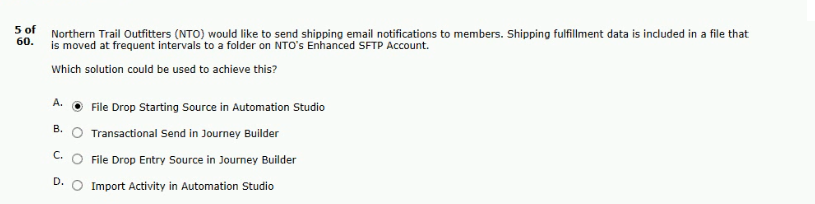 5 of
60.
Northern Trail Outfitters (NTO) would like to send shipping email notifications to members. Shipping fulfillment data is included in a file that
is moved at frequent intervals to a folder on NTO's Enhanced SFTP Account.
Which solution could be used to achieve this?
A. File Drop Starting Source in Automation Studio
B. Transactional Send in Journey Builder
C. File Drop Entry Source in Journey Builder
D. Import Activity in Automation Studio